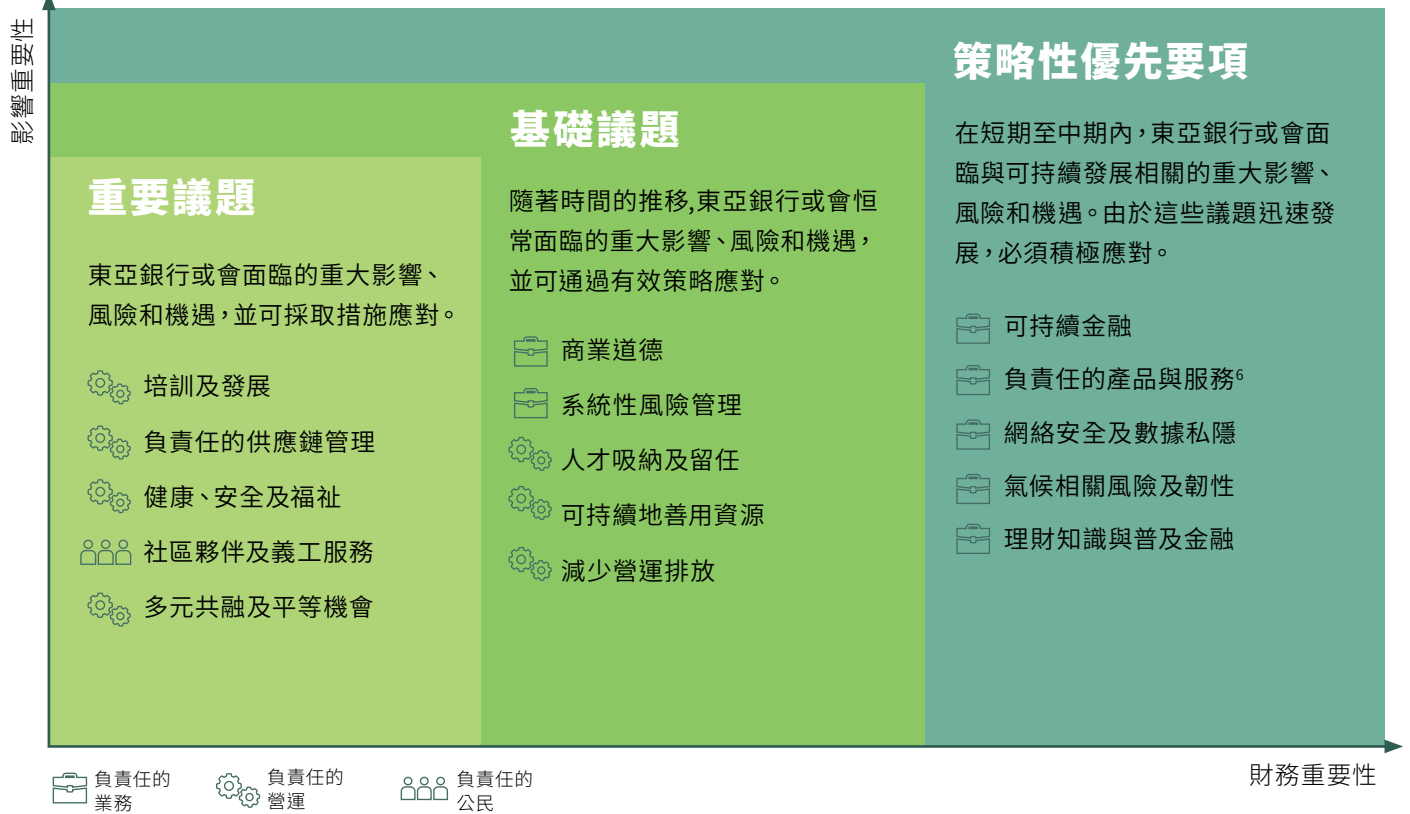 影響重要性
重要議題
東亞銀行或會面臨的重大影響、
風險和機遇，並可採取措施應對。
培訓及發展
負責任的供應鏈管理
健康、安全及福祉
社區夥伴及義工服務
多元共融及平等機會
基礎議題
隨著時間的推移,東亞銀行或會恒
常面臨的重大影響、風險和機遇，
並可通過有效策略應對。
商業道德
系統性風險管理
人才吸納及留任
可持續地善用資源
減少營運排放
策略性優先要項
在短期至中期內，東亞銀行或會面
臨與可持續發展相關的重大影響、
風險和機遇。由於這些議題迅速發
展，必須積極應對。
可持續金融
負責任的產品與服務6
網絡安全及數據私隱
氣候相關風險及韌性
理財知識與普及金融
財務重要性
負責任的
業務
負責任的
營運
負責任的
公民